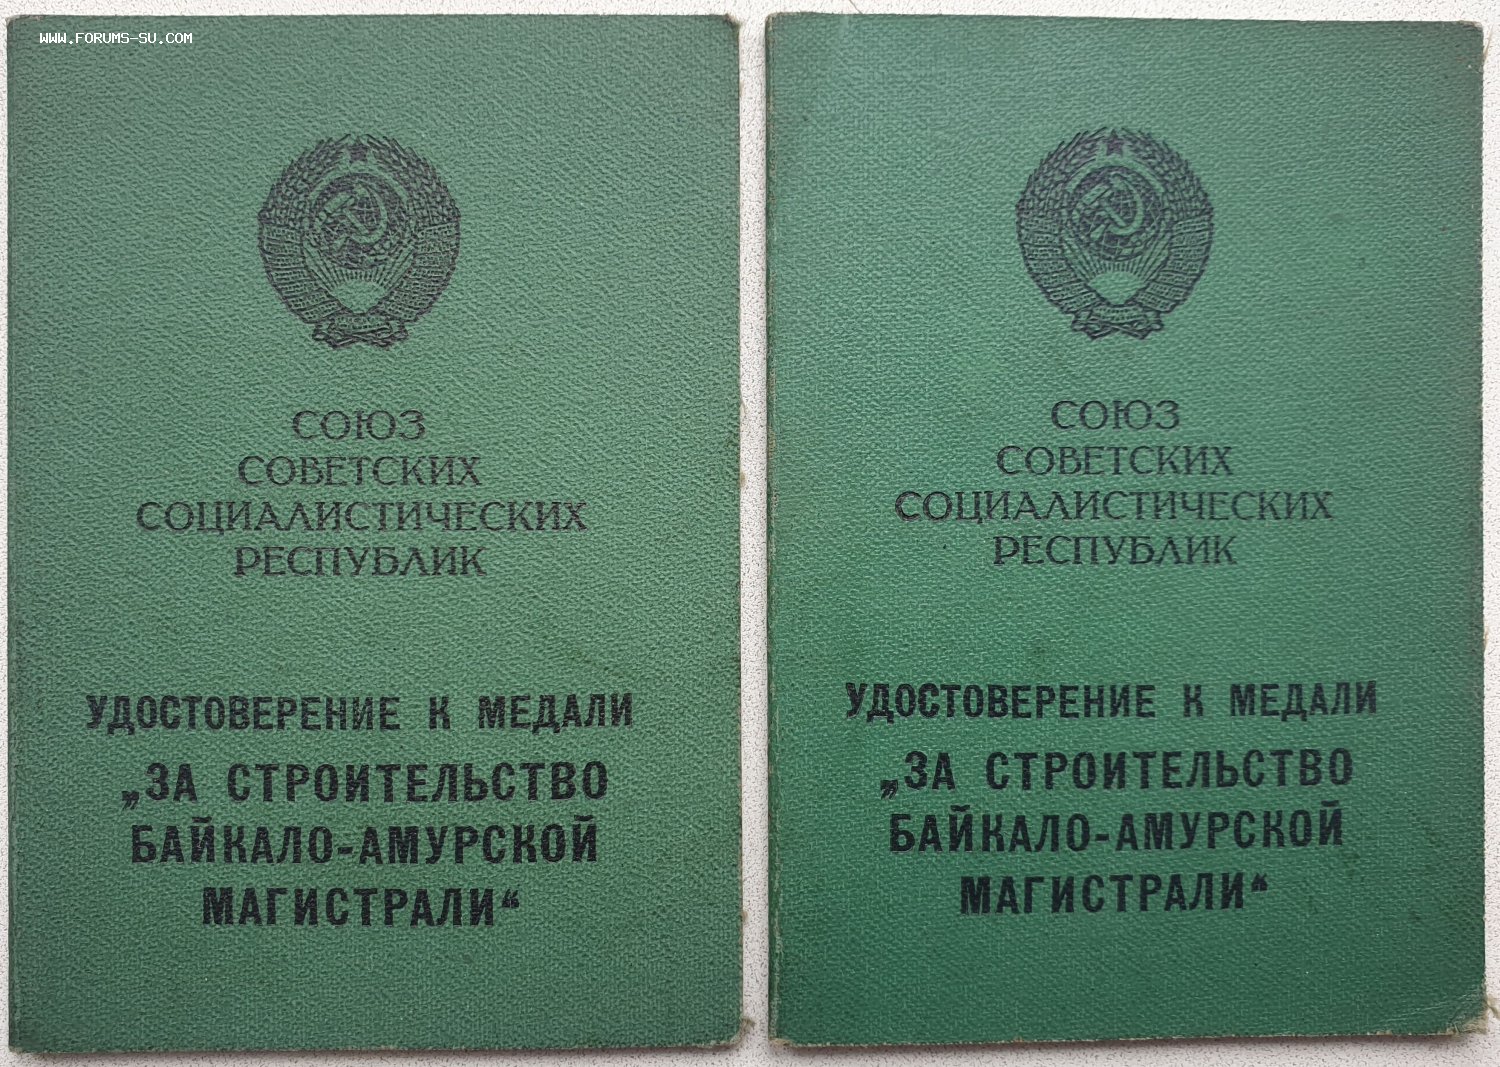 WWW.FORUMS-SU.COM
СОЮЗ
СОВЕТСКИХ
СОЦИАЛИСТИЧЕСКИХ
РЕСПУБЛИК
УДОСТОВЕРЕНИЕ К МЕДАЛИ
„ЗА СТРОИТЕЛЬСТВО
БАЙКАЛО-АМУРСКОЙ
МАГИСТРАЛИ“
СОЮЗ
СОВЕТСКИХ
СОЦИАЛИСТИЧЕСКИХ
РЕСПУБЛИК
УДОСТОВЕРЕНИЕ К МЕДАЛИ
„ЗА СТРОИТЕЛЬСТВО
БАЙКАЛО-АМУРСКОЙ
МАГИСТРАЛИ“